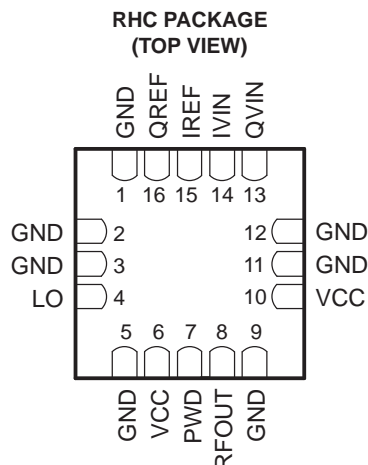 RHC PACKAGE
(TOP VIEW)
GND QREF IREF IVIN QVIN
1 16 15 14 13
GND 2 12 GND
GND 3 11 GND
LO 4 10 VCC
5 6 7 8 9
GND VCC PWD RFOUT GND